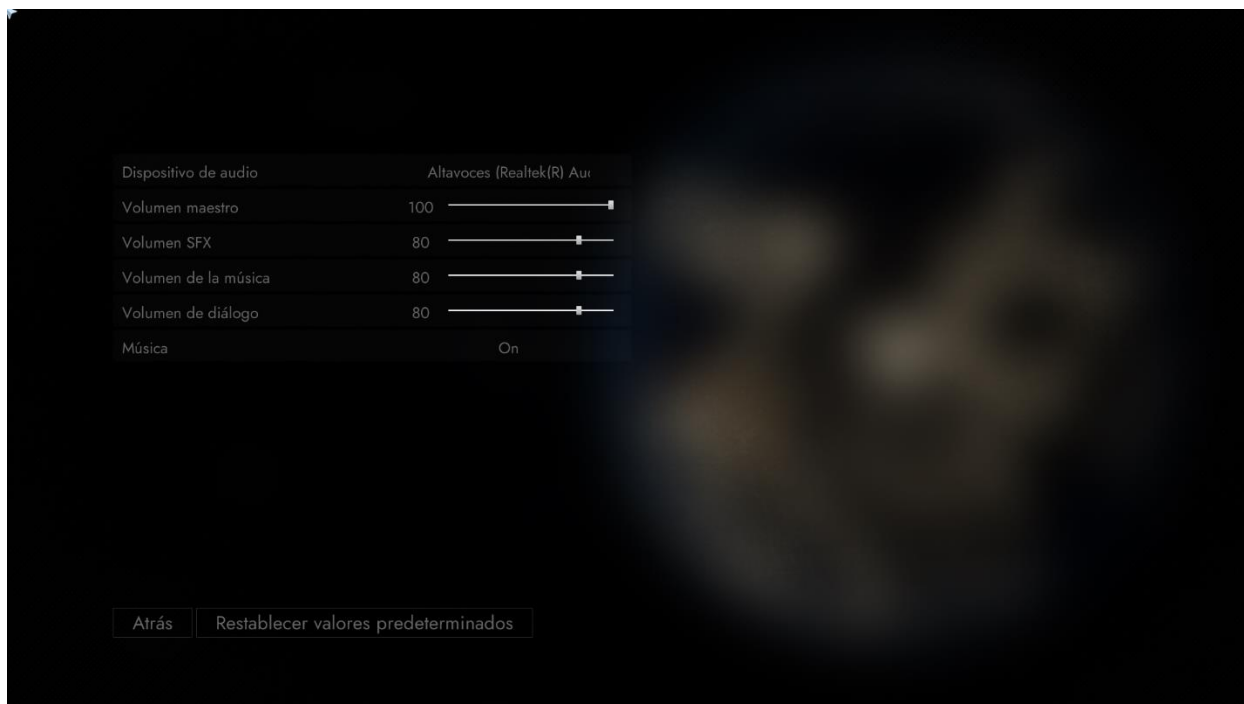 Dispositivo de audio Altavoces (Realtek(R) Au
Volumen maestro 100
Volumen SFX 80
Volumen de la música 80
Volumen de diálogo 80
Música On
Atrás Restablecer valores predeterminados